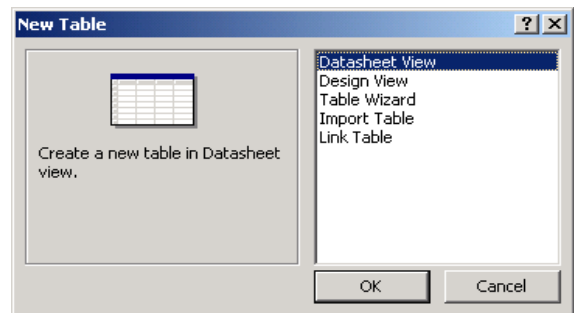 New Table
Create a new table in Datasheet
view.
Datasheet View
Design View
Table Wizard
Import Table
Link Table
OK
Cancel